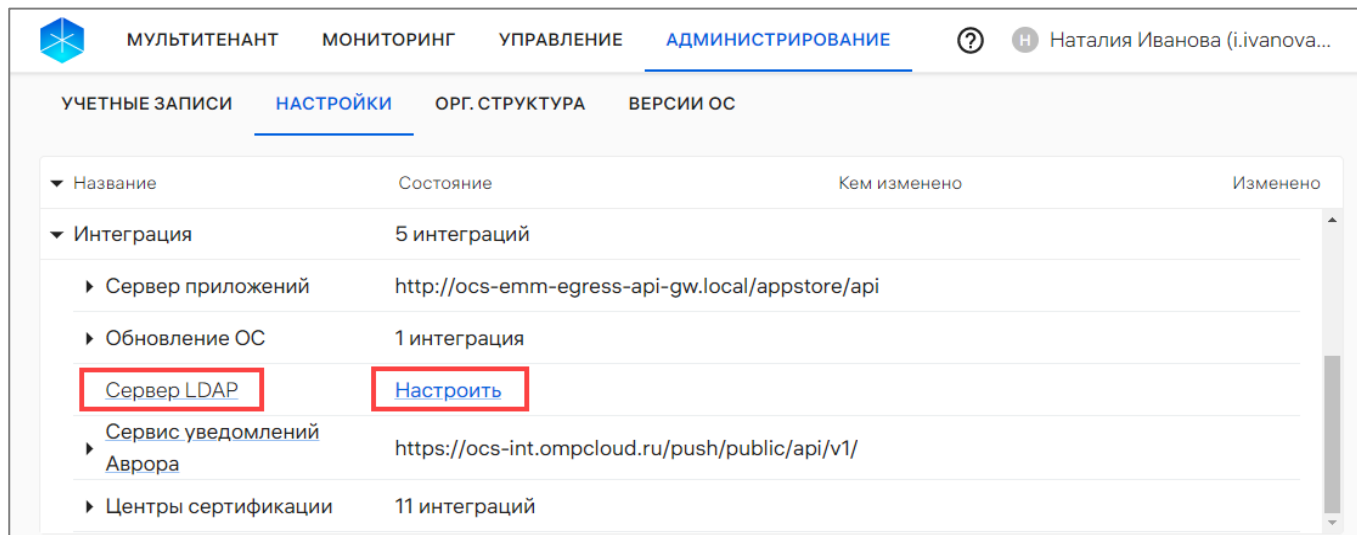 МУЛЬТИТЕНАНТ МОНИТОРИНГ УПРАВЛЕНИЕ АДМИНИСТРИРОВАНИЕ ? Н Наталия Иванова (i.ivanova...
УЧЕТНЫЕ ЗАПИСИ НАСТРОЙКИ ОРГ. СТРУКТУРА ВЕРСИИ ОС
Название Состояние Кем изменено Изменено
Интеграция 5 интеграций
Сервер приложений http://ocs-emm-egress-api-gw.local/appstore/api
Обновление ОС 1 интеграция
Сервер LDAP Настроить
Сервис уведомлений
Аврора https://ocs-int.ompcloud.ru/push/public/api/v1/
Центры сертификации 11 интеграций